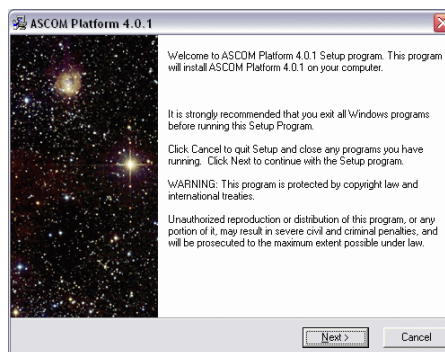 ASCOM Platform 4.0.1
Welcome to ASCOM Platform 4.0.1 Setup program. This program
will install ASCOM Platform 4.0.1 on your computer.
It is strongly recommended that you exit all Windows programs
before running this Setup Program.
Click Cancel to quit Setup and close any programs you have
running. Click Next to continue with the Setup program.
WARNING: This program is protected by copyright law and
international treaties.
Unauthorized reproduction or distribution of this program, or any
portion of it, may result in severe civil and criminal penalties, and
will be prosecuted to the maximum extent possible under law.
Next >
Cancel